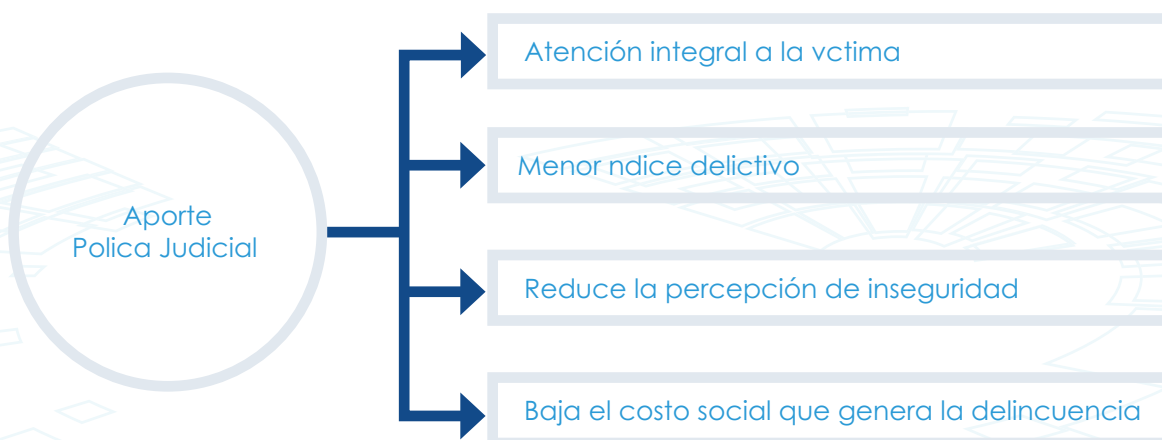 Aporte
Polica Judicial
Atención integral a la vctima
Menor ndice delictivo
Reduce la percepción de inseguridad
Baja el costo social que genera la delincuencia